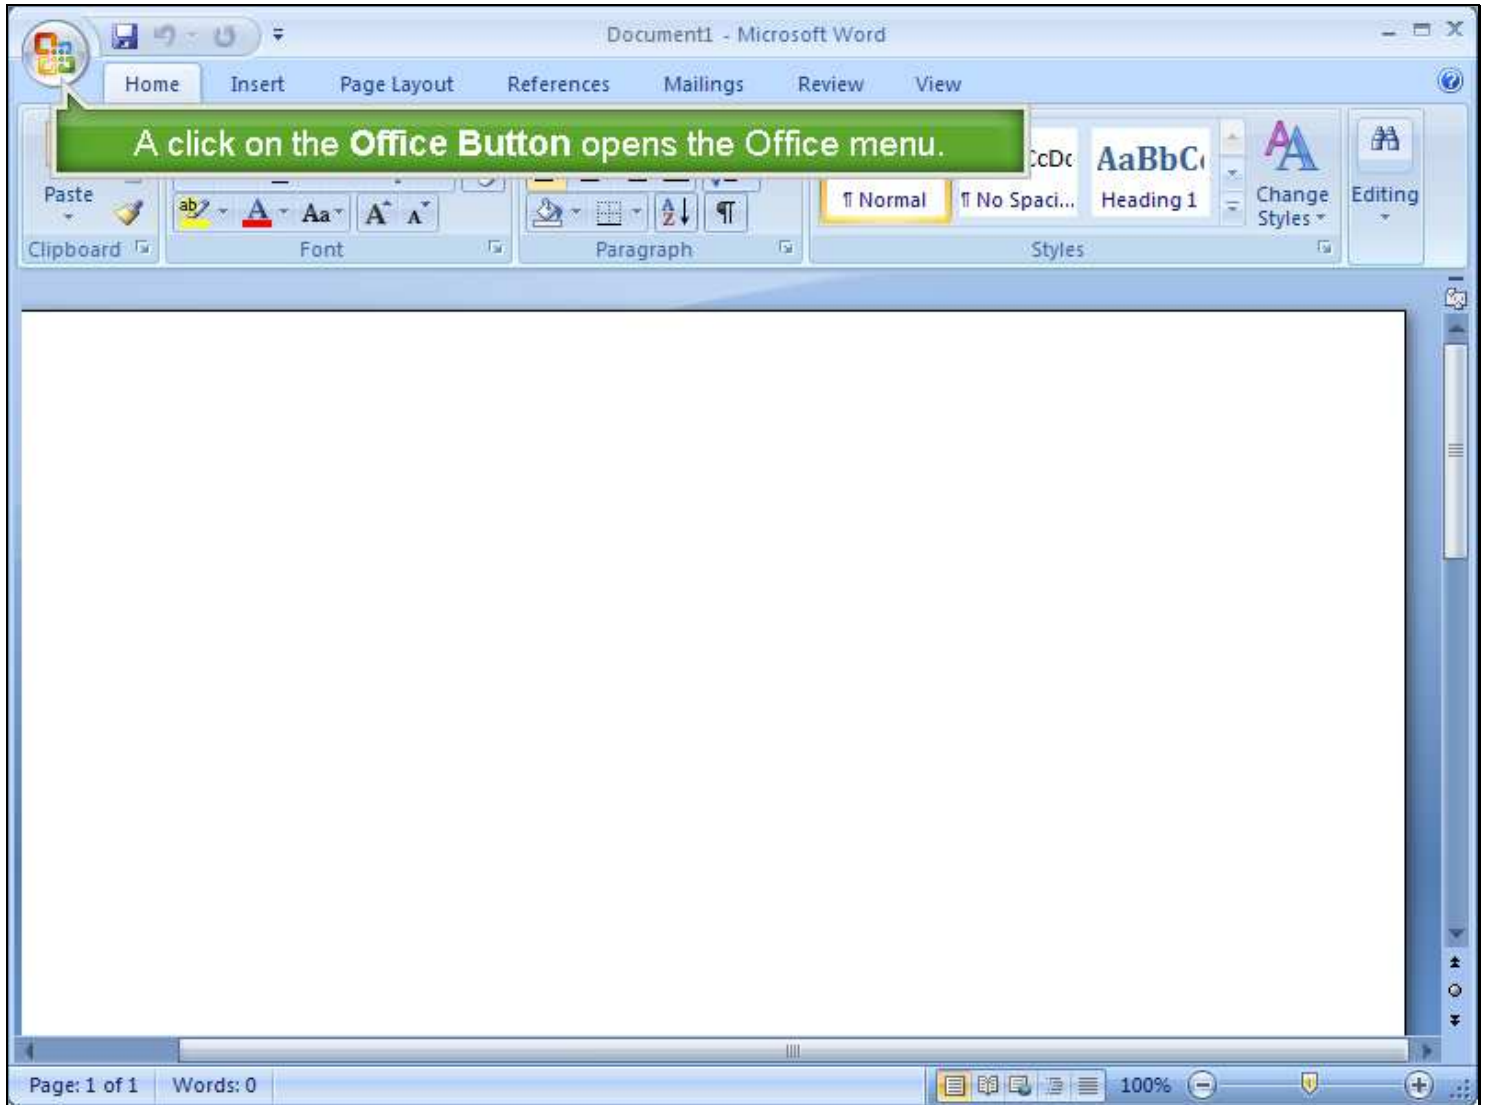 Document1 - Microsoft Word
Home Insert Page Layout References Mailings Review View
A click on the Office Button opens the Office menu.
AaBbC
Paste
¶ Normal ¶ No Spaci... Heading 1
Change Styles
Editing
ab A Aa A A
A Z ¶
Clipboard Font Paragraph Styles
Page: 1 of 1 Words: 0 100%